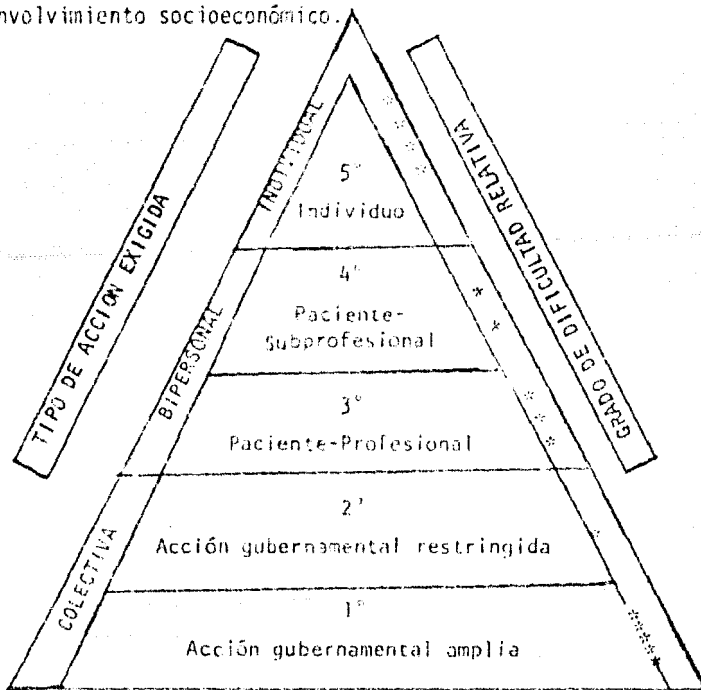 nvolvimiento socioeconómico.
TIPO DE ACCION EXIGIDA
GRADO DE DIFICULTAD RELATIVA
INDIVIDUAL
****
5°
Individuo
BIPERSONAL
4°
**
Paciente-
Subprofesional
3°
***
Paciente-Profesional
COLECTIVA
2°
*
Acción gubernamental restringida
1°
*****
Acción gubernamental amplia